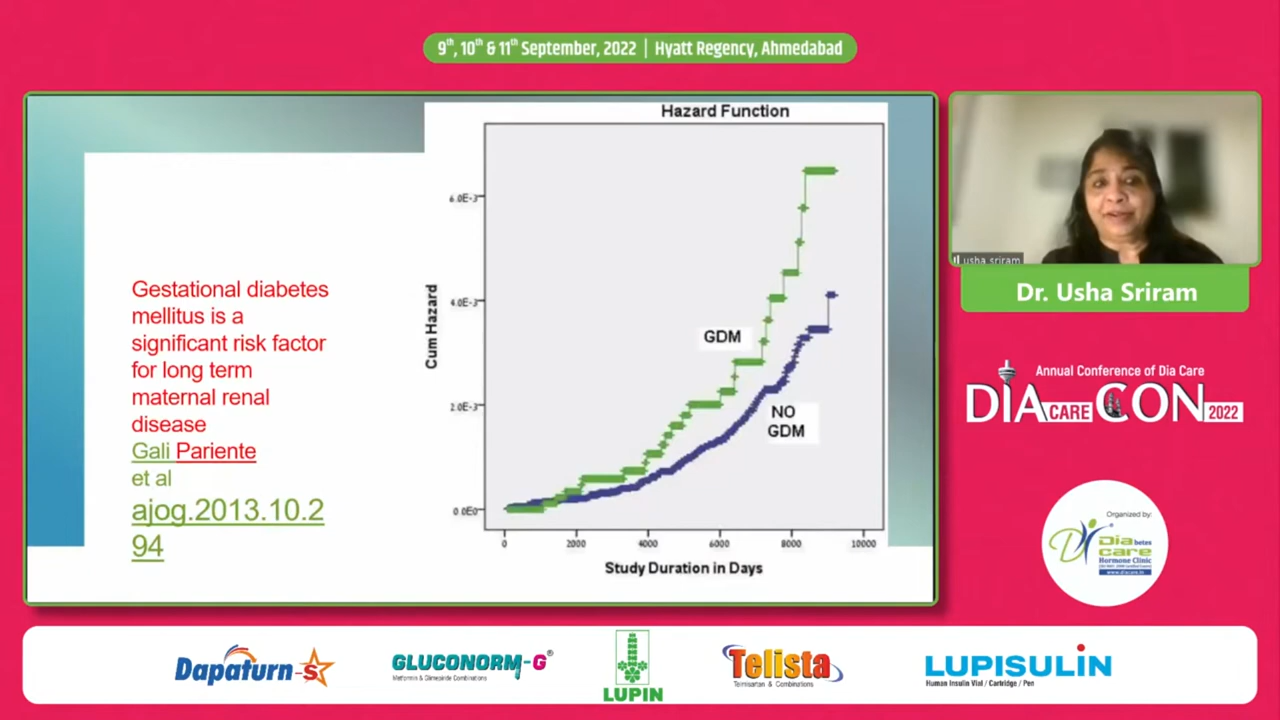 9th, 10th & 11th September, 2022 | Hyatt Regency, Ahmedabad
Gestational diabetes
mellitus is a
significant risk factor
for long term
maternal renal
disease
Gali Pariente
et al
ajog.2013.10.2
94
Hazard Function
Cum Hazard
6.0E-3
4.0E-3
2.0E-3
0.0E0
GDM
NO
GDM
0
2000
4000
6000
8000
10000
Study Duration in Days
usha sriram
Dr. Usha Sriram
Annual Conference of Dia Care
DIA CARE CON 2022
Organized by:
Diabetes
care
Hormone Clinic
www.diacare.in
Dapaturn-S
GLUCONORM-G®
Metformin & Glimepiride Combinations
LUPIN
Telista
Telmisartan & Combinations
LUPISULIN
Human Insulin Vial / Cartridge / Pen